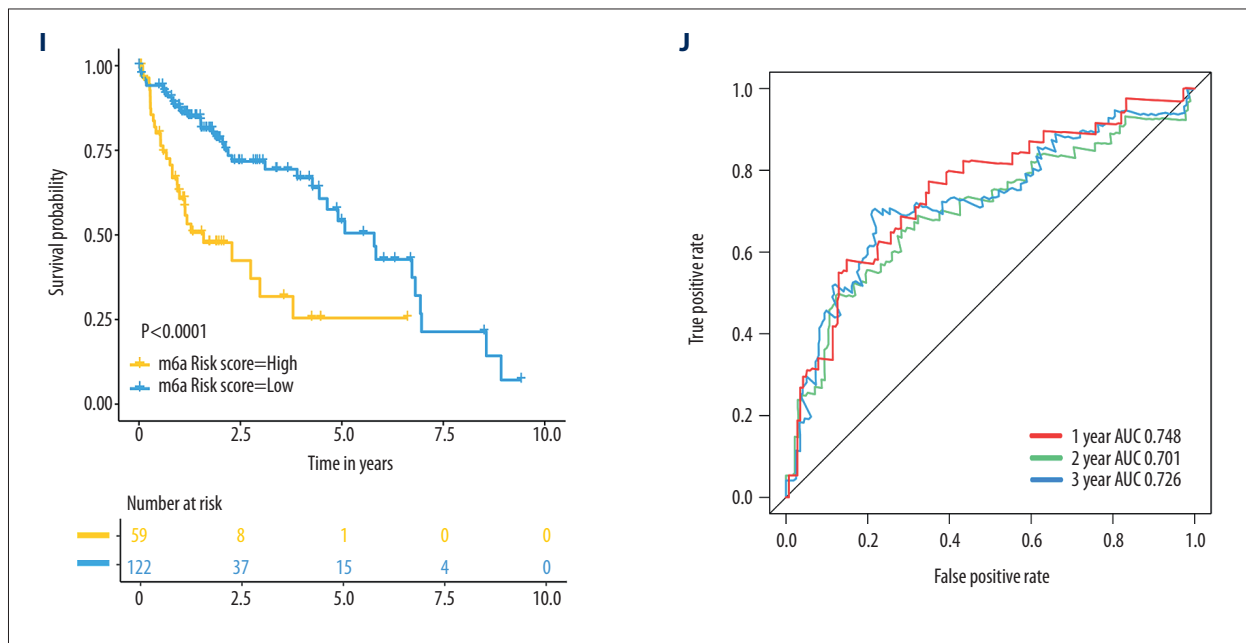 I
1.00
0.75
0.50
0.25
0.00
Survival probability
P<0.0001
m6a Risk score=High
m6a Risk score=Low
0 2.5 5.0 7.5 10.0
Time in years
Number at risk
59 8 1 0 0
122 37 15 4 0
0 2.5 5.0 7.5 10.0
J
1.0
0.8
0.6
0.4
0.2
0.0
True positive rate
1 year AUC 0.748
2 year AUC 0.701
3 year AUC 0.726
0.0 0.2 0.4 0.6 0.8 1.0
False positive rate